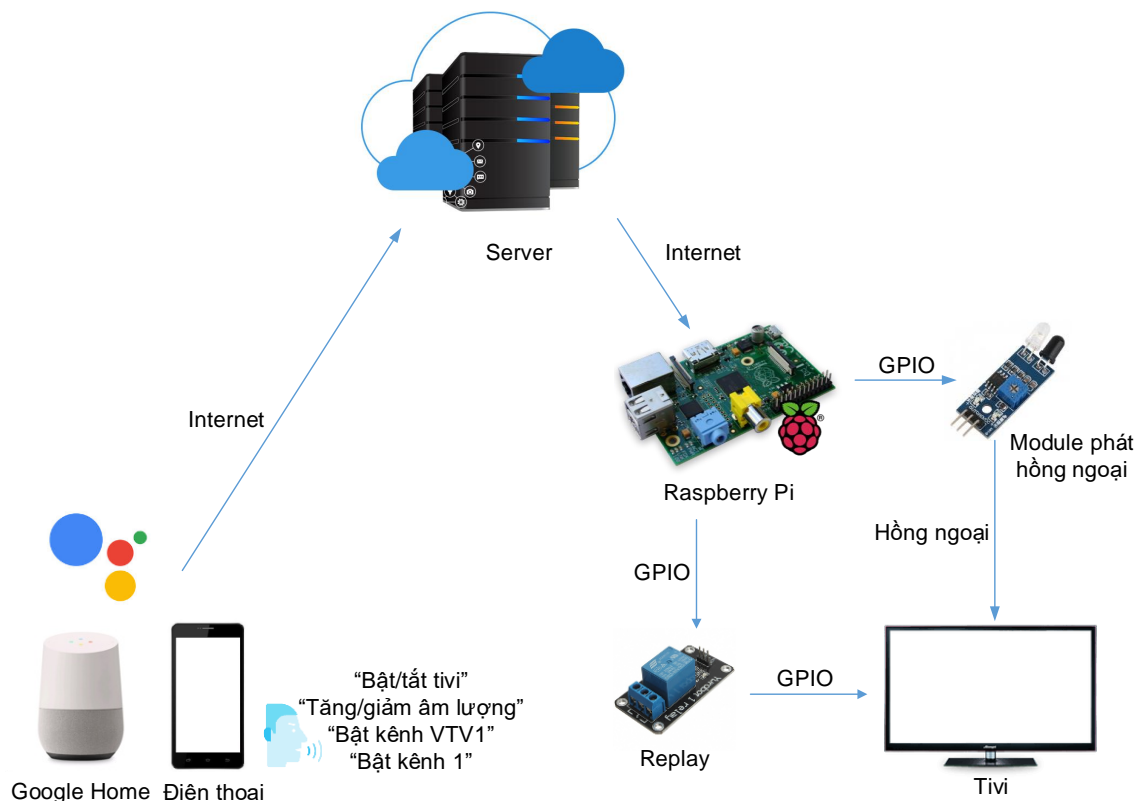 Server
Internet
Internet
GPIO
Module phát
hồng ngoại
Raspberry Pi
Hồng ngoại
GPIO
“Bật/tắt tivi”
“Tăng/giảm âm lượng”
“Bật kênh VTV1”
“Bật kênh 1”
GPIO
Replay
Tivi
Google Home
Điện thoại